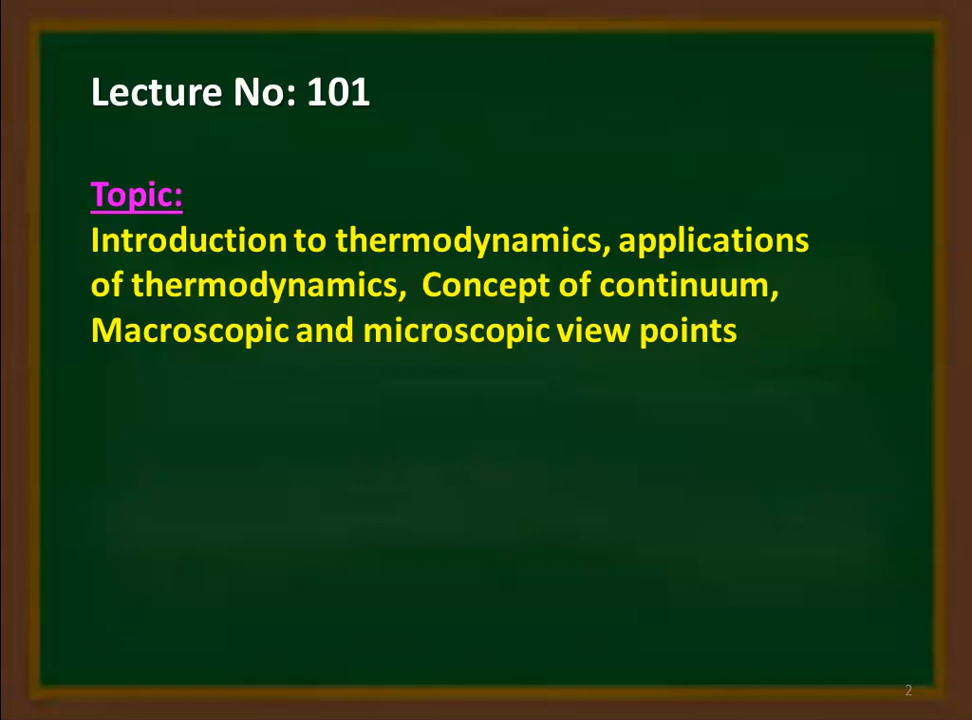 Lecture No: 101
Topic:
Introduction to thermodynamics, applications
of thermodynamics, Concept of continuum,
Macroscopic and microscopic view points
2